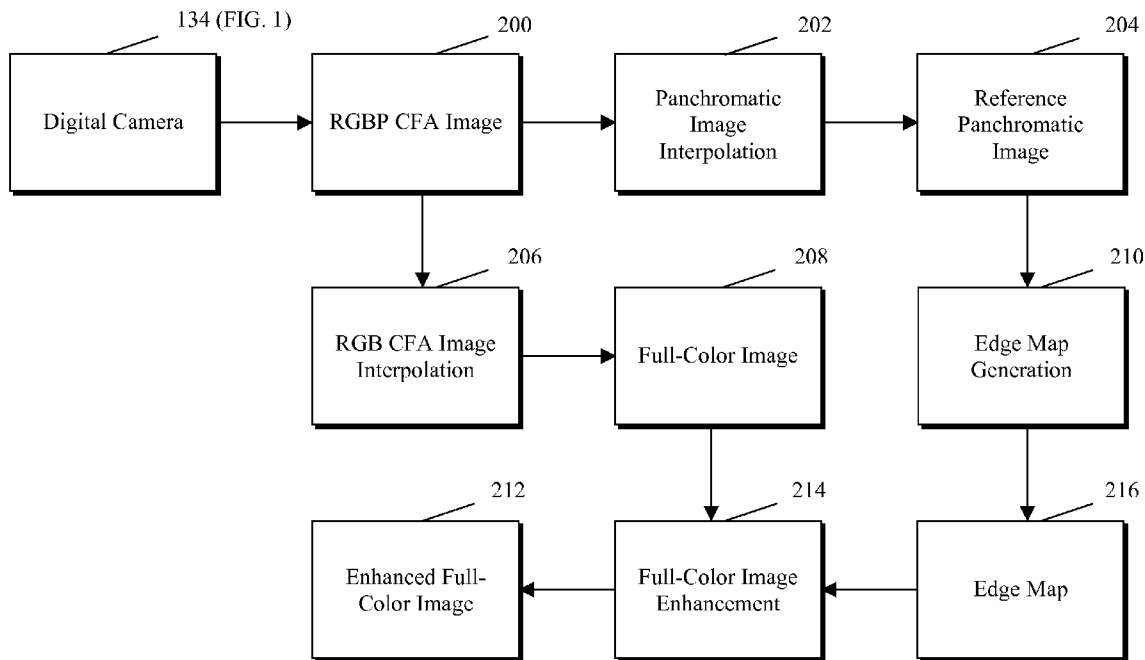 134 (FIG. 1)
200
202
204
Digital Camera
RGBP CFA Image
Panchromatic
Image
Interpolation
Reference
Panchromatic
Image
206
208
210
RGB CFA Image
Interpolation
Full-Color Image
Edge Map
Generation
212
214
216
Enhanced Full-
Color Image
Full-Color Image
Enhancement
Edge Map